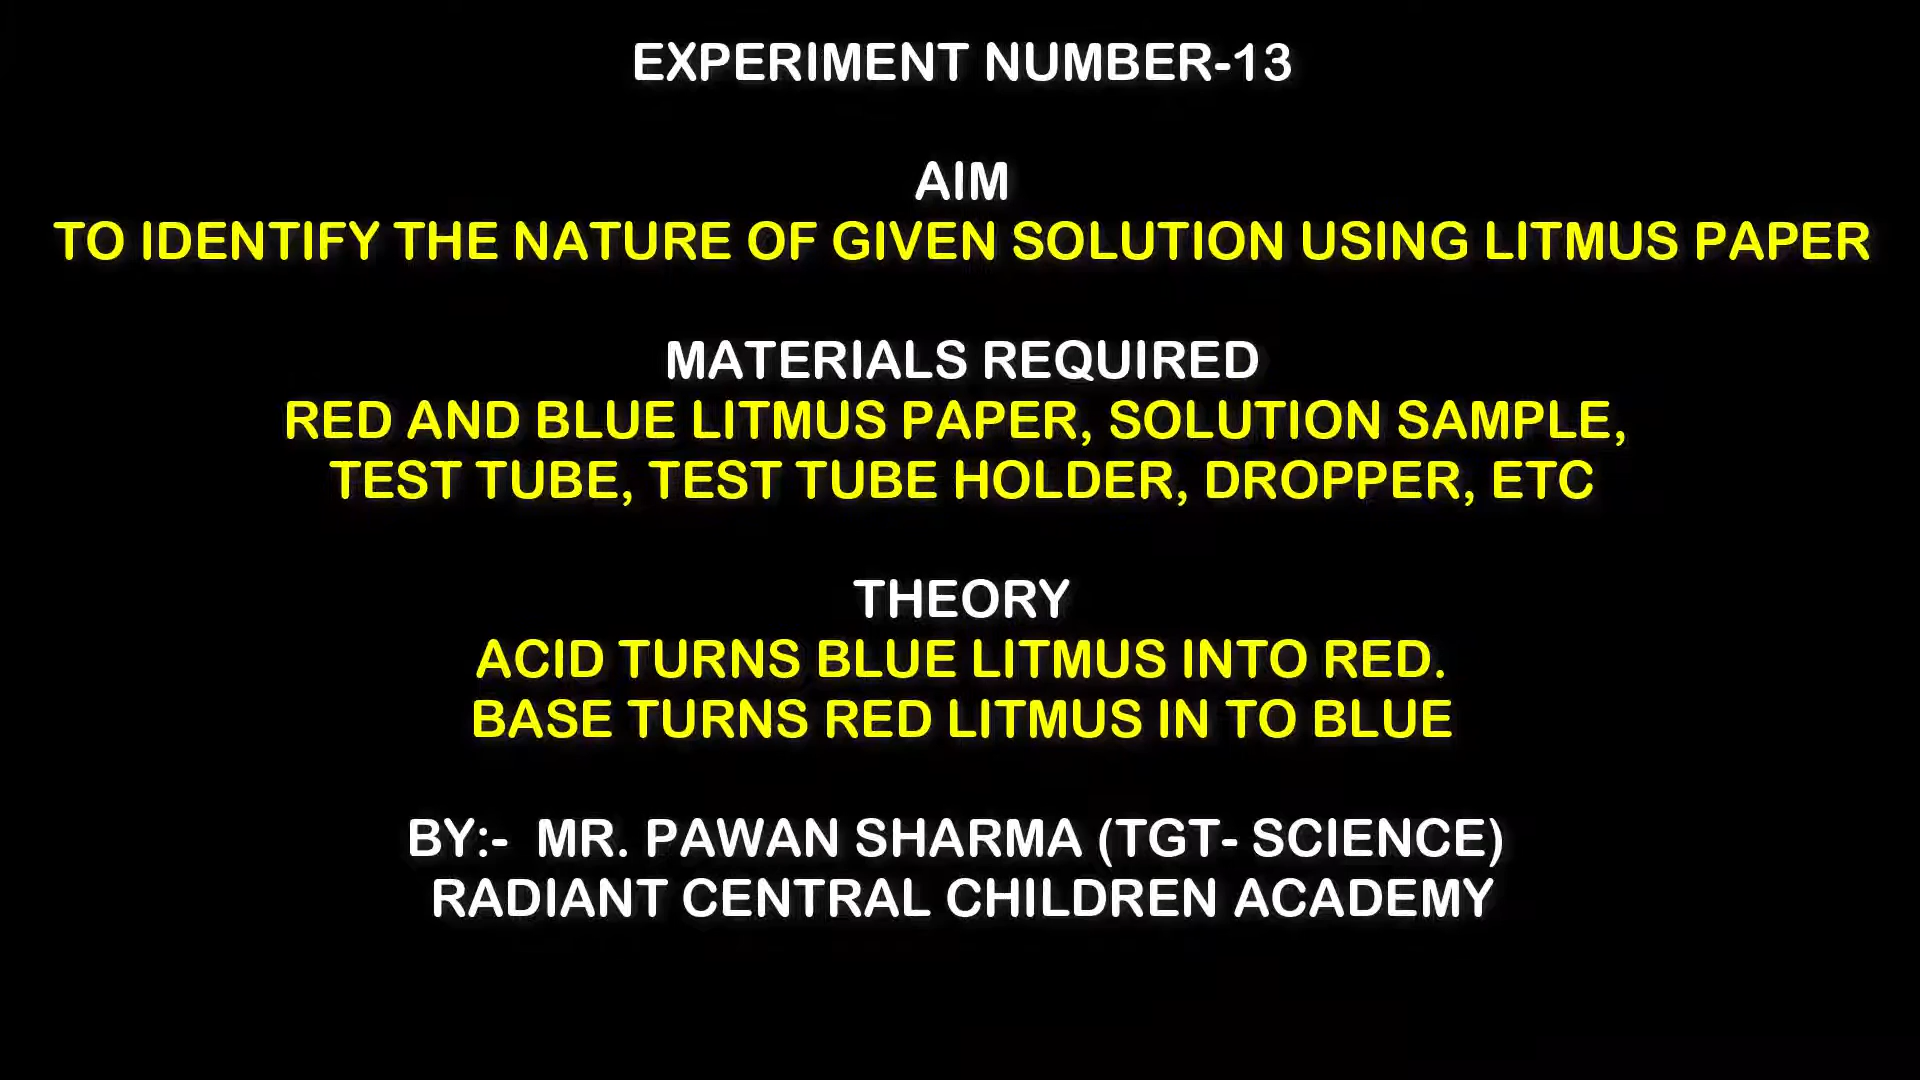 EXPERIMENT NUMBER-13
AIM
TO IDENTIFY THE NATURE OF GIVEN SOLUTION USING LITMUS PAPER
MATERIALS REQUIRED
RED AND BLUE LITMUS PAPER, SOLUTION SAMPLE,
TEST TUBE, TEST TUBE HOLDER, DROPPER, ETC
THEORY
ACID TURNS BLUE LITMUS INTO RED.
BASE TURNS RED LITMUS IN TO BLUE
BY:- MR. PAWAN SHARMA (TGT- SCIENCE)
RADIANT CENTRAL CHILDREN ACADEMY